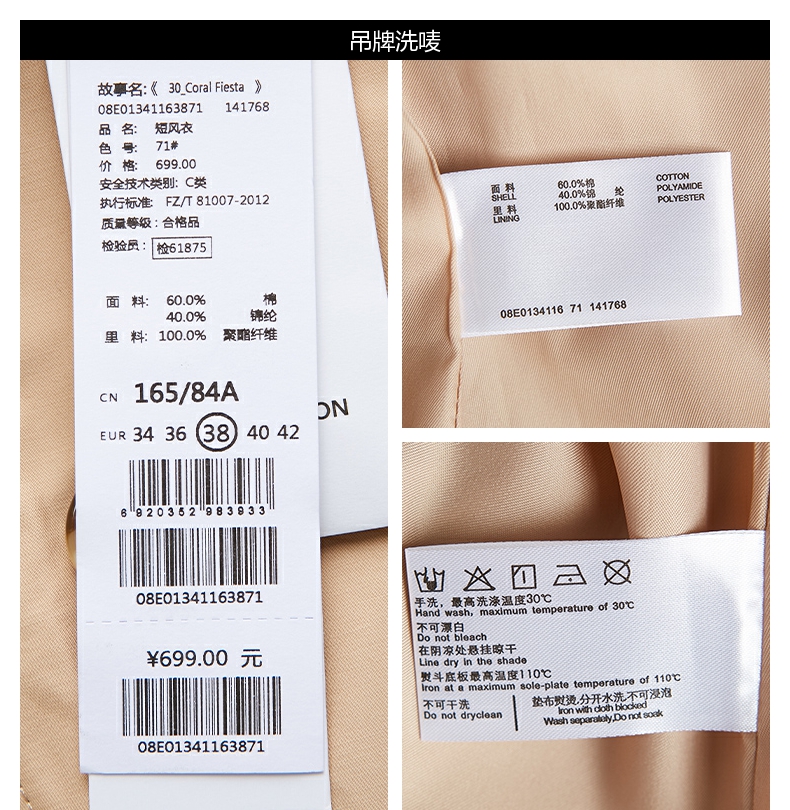 吊牌洗唛
故事名:《 30_Coral Fiesta 》
08E01341163871 141768
品 名: 短风衣
色 号: 71#
价 格: 699.00
安全技术类别: C类
执行标准: FZ/T 81007-2012
质量等级: 合格品
检验员: 检61875
面 料: 60.0% 棉
40.0% 锦纶
里 料: 100.0% 聚酯纤维
CN 165/84A
EUR 34 36 38 40 42
6 920352 983933
08E01341163871
¥699.00 元
08E01341163871
ON
面 料 60.0%棉 COTTON
SHELL 40.0%锦 纶 POLYAMIDE
里 料 100.0%聚酯纤维 POLYESTER
LINING
08E0134116 71 141768
手洗，最高洗涤温度30℃
Hand wash, maximum temperature of 30℃
不可漂白
Do not bleach
在阴凉处悬挂晾干
Line dry in the shade
熨斗底板最高温度110℃
Iron at a maximum sole-plate temperature of 110℃
不可干洗
Do not dryclean
垫布熨烫,分开水洗,不可浸泡
Iron with cloth blocked
Wash separately,Do not soak